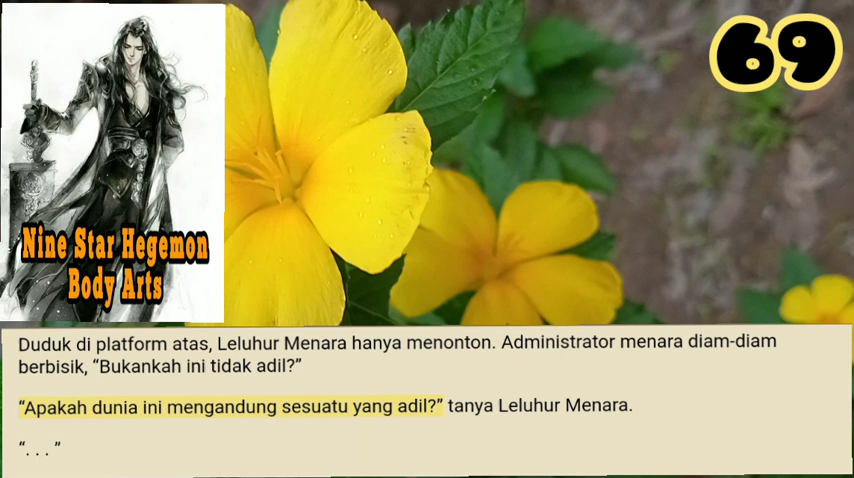 69
Nine Star Hegemon
Body Arts
Duduk di platform atas, Leluhur Menara hanya menonton. Administrator menara diam-diam
berbisik, “Bukankah ini tidak adil?”
“Apakah dunia ini mengandung sesuatu yang adil?” tanya Leluhur Menara.
“. . . ”